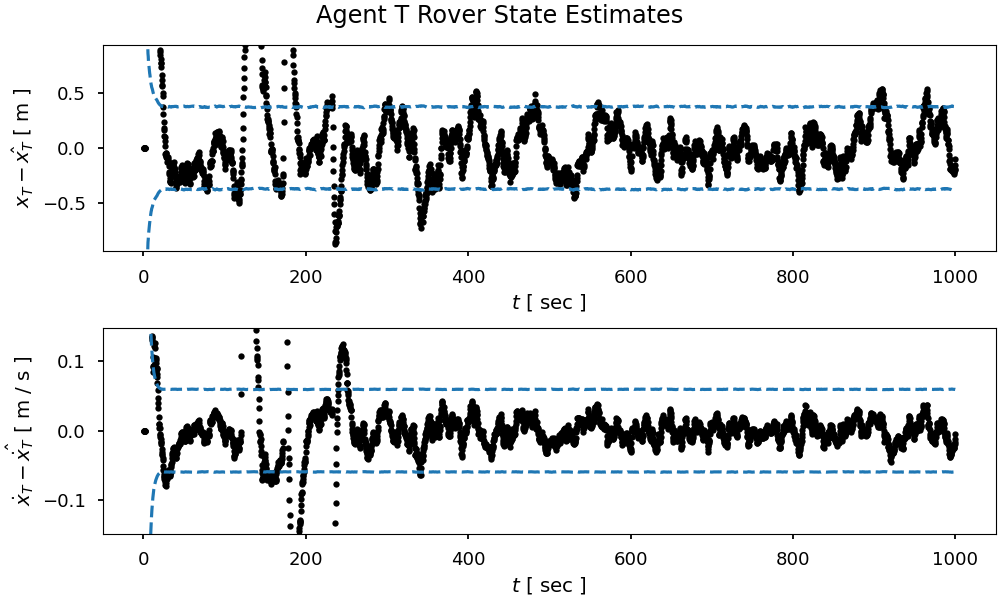 Agent T Rover State Estimates
x_T − x̂_T [ m ]
0.5
0.0
−0.5
0 200 400 600 800 1000
t [ sec ]
ẋ_T − ẋ̂_T [ m / s ]
0.1
0.0
−0.1
0 200 400 600 800 1000
t [ sec ]